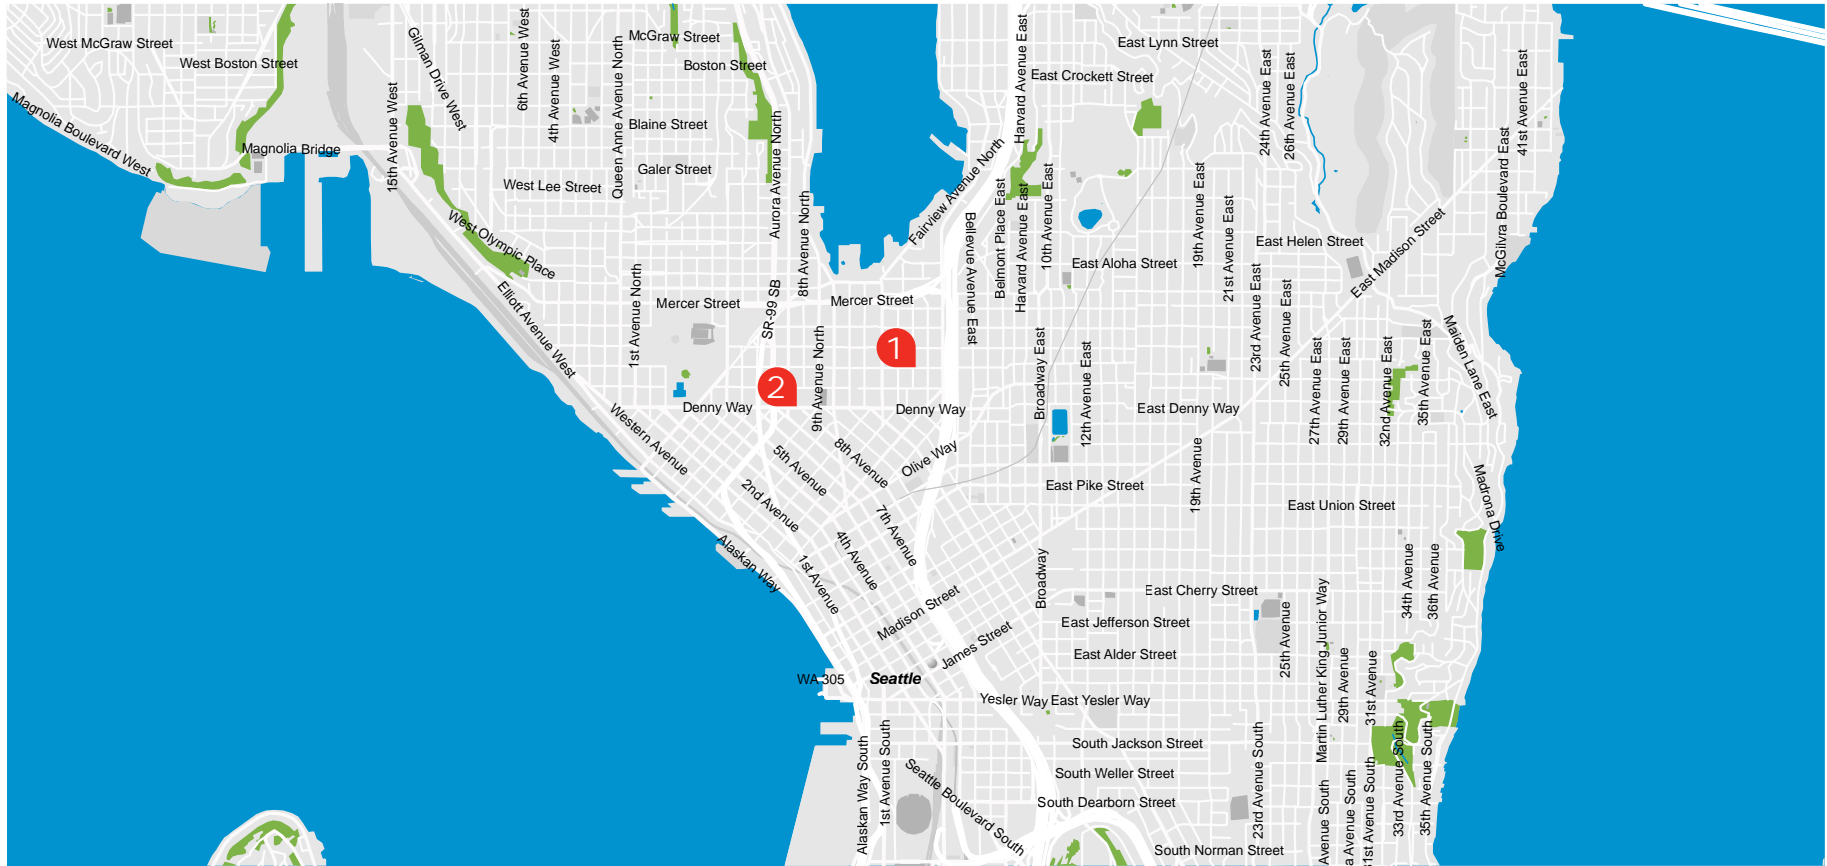 West McGraw Street
West Boston Street
Magnolia Boulevard West
Magnolia Bridge
15th Avenue West
Gilman Drive West
6th Avenue West
4th Avenue West
Queen Anne Avenue North
McGraw Street
Boston Street
Blaine Street
Galer Street
West Lee Street
Aurora Avenue North
8th Avenue North
West Olympic Place
Elliott Avenue West
1st Avenue North
Mercer Street
SR-99 SB
Mercer Street
Fairview Avenue North
Harvard Avenue East
Bellevue Avenue East
Belmont Place East
Harvard Avenue East
10th Avenue East
East Lynn Street
East Crockett Street
24th Avenue East
26th Avenue East
41st Avenue East
McGilvra Boulevard East
19th Avenue East
21st Avenue East
East Helen Street
East Madison Street
East Aloha Street
23rd Avenue East
25th Avenue East
1
2
9th Avenue North
Denny Way
Denny Way
Broadway East
12th Avenue East
East Denny Way
27th Avenue East
29th Avenue East
32nd Avenue East
35th Avenue East
Maiden Lane East
Western Avenue
5th Avenue
8th Avenue
Olive Way
2nd Avenue
7th Avenue
4th Avenue
1st Avenue
Alaskan Way
East Pike Street
19th Avenue
East Union Street
Madrona Drive
Broadway
Madison Street
James Street
East Cherry Street
East Jefferson Street
East Alder Street
25th Avenue
Martin Luther King Junior Way
29th Avenue
31st Avenue
34th Avenue
36th Avenue
WA 305
Seattle
Yesler Way
East Yesler Way
South Jackson Street
South Weller Street
South Dearborn Street
South Norman Street
Alaskan Way South
1st Avenue South
Seattle Boulevard South
23rd Avenue South
Avenue South
a Avenue South
31st Avenue South
33rd Avenue South
35th Avenue South